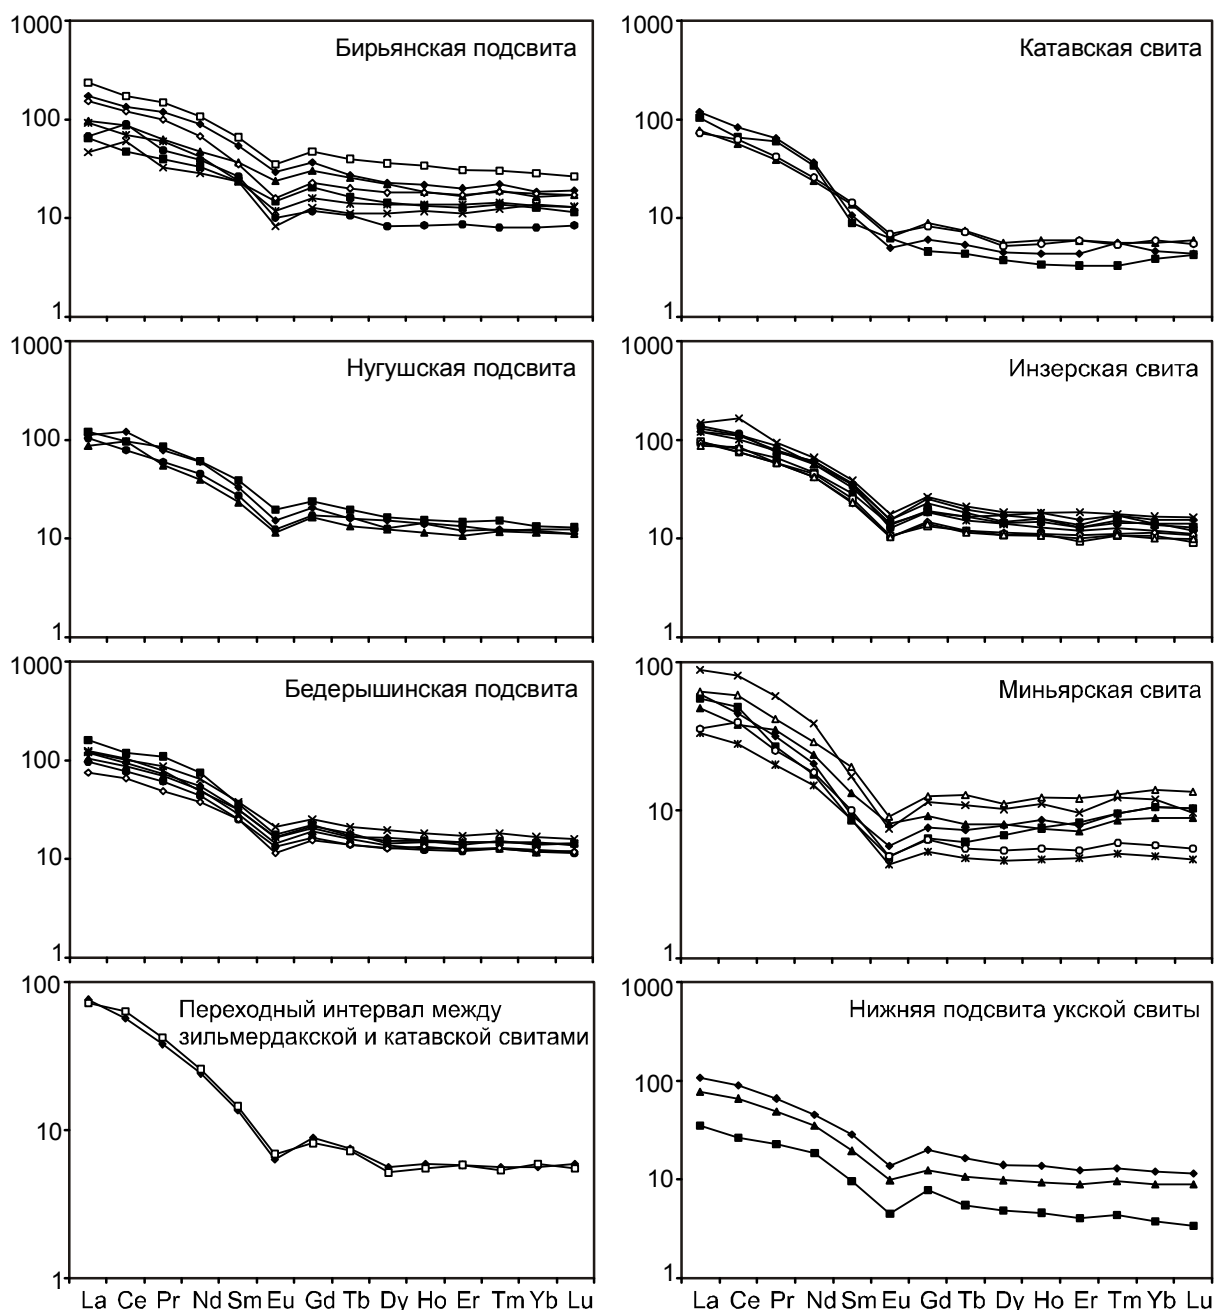 1000
Бирьянская подсвита
100
10
1
1000
Катавская свита
100
10
1
1000
Нугушская подсвита
100
10
1
1000
Инзерская свита
100
10
1
1000
Бедерышинская подсвита
100
10
1
100
Миньярская свита
10
1
100
Переходный интервал между
зильмердакской и катавской свитами
10
1
La Ce Pr Nd Sm Eu Gd Tb Dy Ho Er Tm Yb Lu
1000
Нижняя подсвита укской свиты
100
10
1
La Ce Pr Nd Sm Eu Gd Tb Dy Ho Er Tm Yb Lu